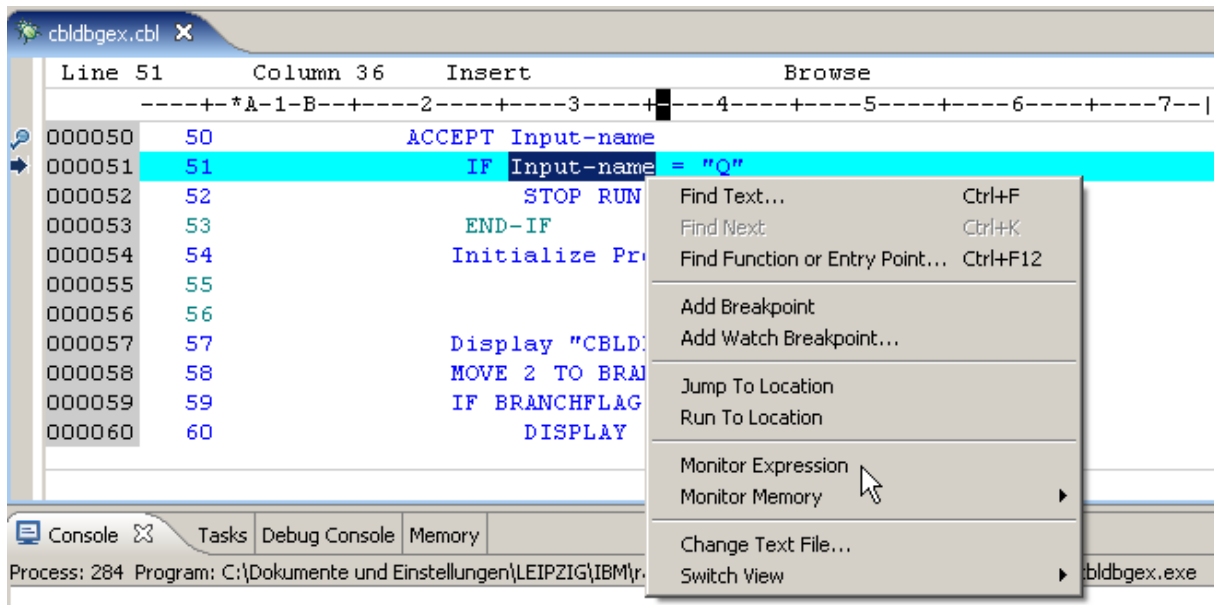 cbldbgex.cbl
Line 51 Column 36 Insert Browse
----+-*A-1-B--+----2----+----3----+----4----+----5----+----6----+----7--|
000050 50 ACCEPT Input-name
000051 51 IF Input-name = "Q"
000052 52 STOP RUN
000053 53 END-IF
000054 54 Initialize Pr
000055 55
000056 56
000057 57 Display "CBLD
000058 58 MOVE 2 TO BRA
000059 59 IF BRANCHFLAG
000060 60 DISPLAY
Find Text... Ctrl+F
Find Next Ctrl+K
Find Function or Entry Point... Ctrl+F12
Add Breakpoint
Add Watch Breakpoint...
Jump To Location
Run To Location
Monitor Expression
Monitor Memory
Change Text File...
Switch View
Console Tasks Debug Console Memory
Process: 284 Program: C:\Dokumente und Einstellungen\LEIPZIG\IBM\r bldbgex.exe